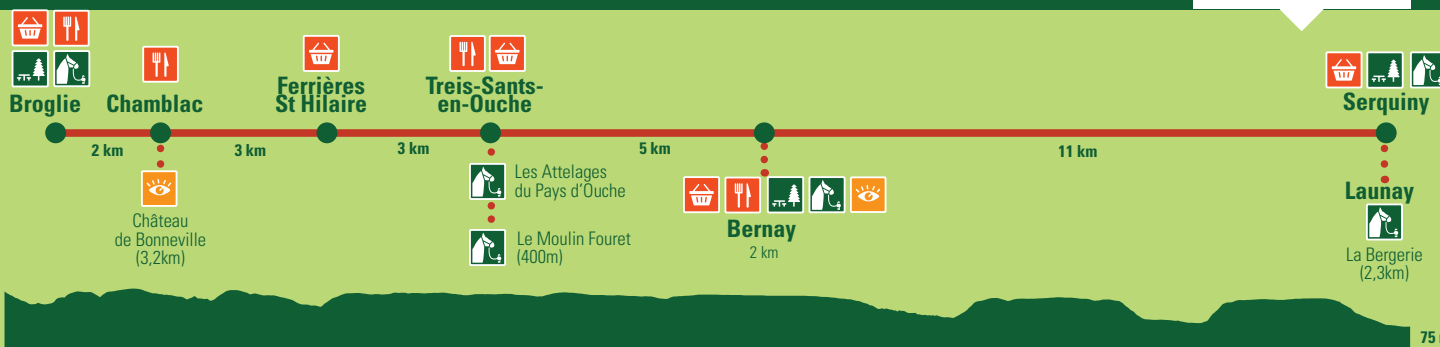 Broglie
Chamblac
Ferrières
St Hilaire
Treis-Sants-
en-Ouche
Serquiny
2 km
3 km
3 km
5 km
11 km
Château
de Bonneville
(3,2km)
Les Attelages
du Pays d'Ouche
Le Moulin Fouret
(400m)
Bernay
2 km
Launay
La Bergerie
(2,3km)
75